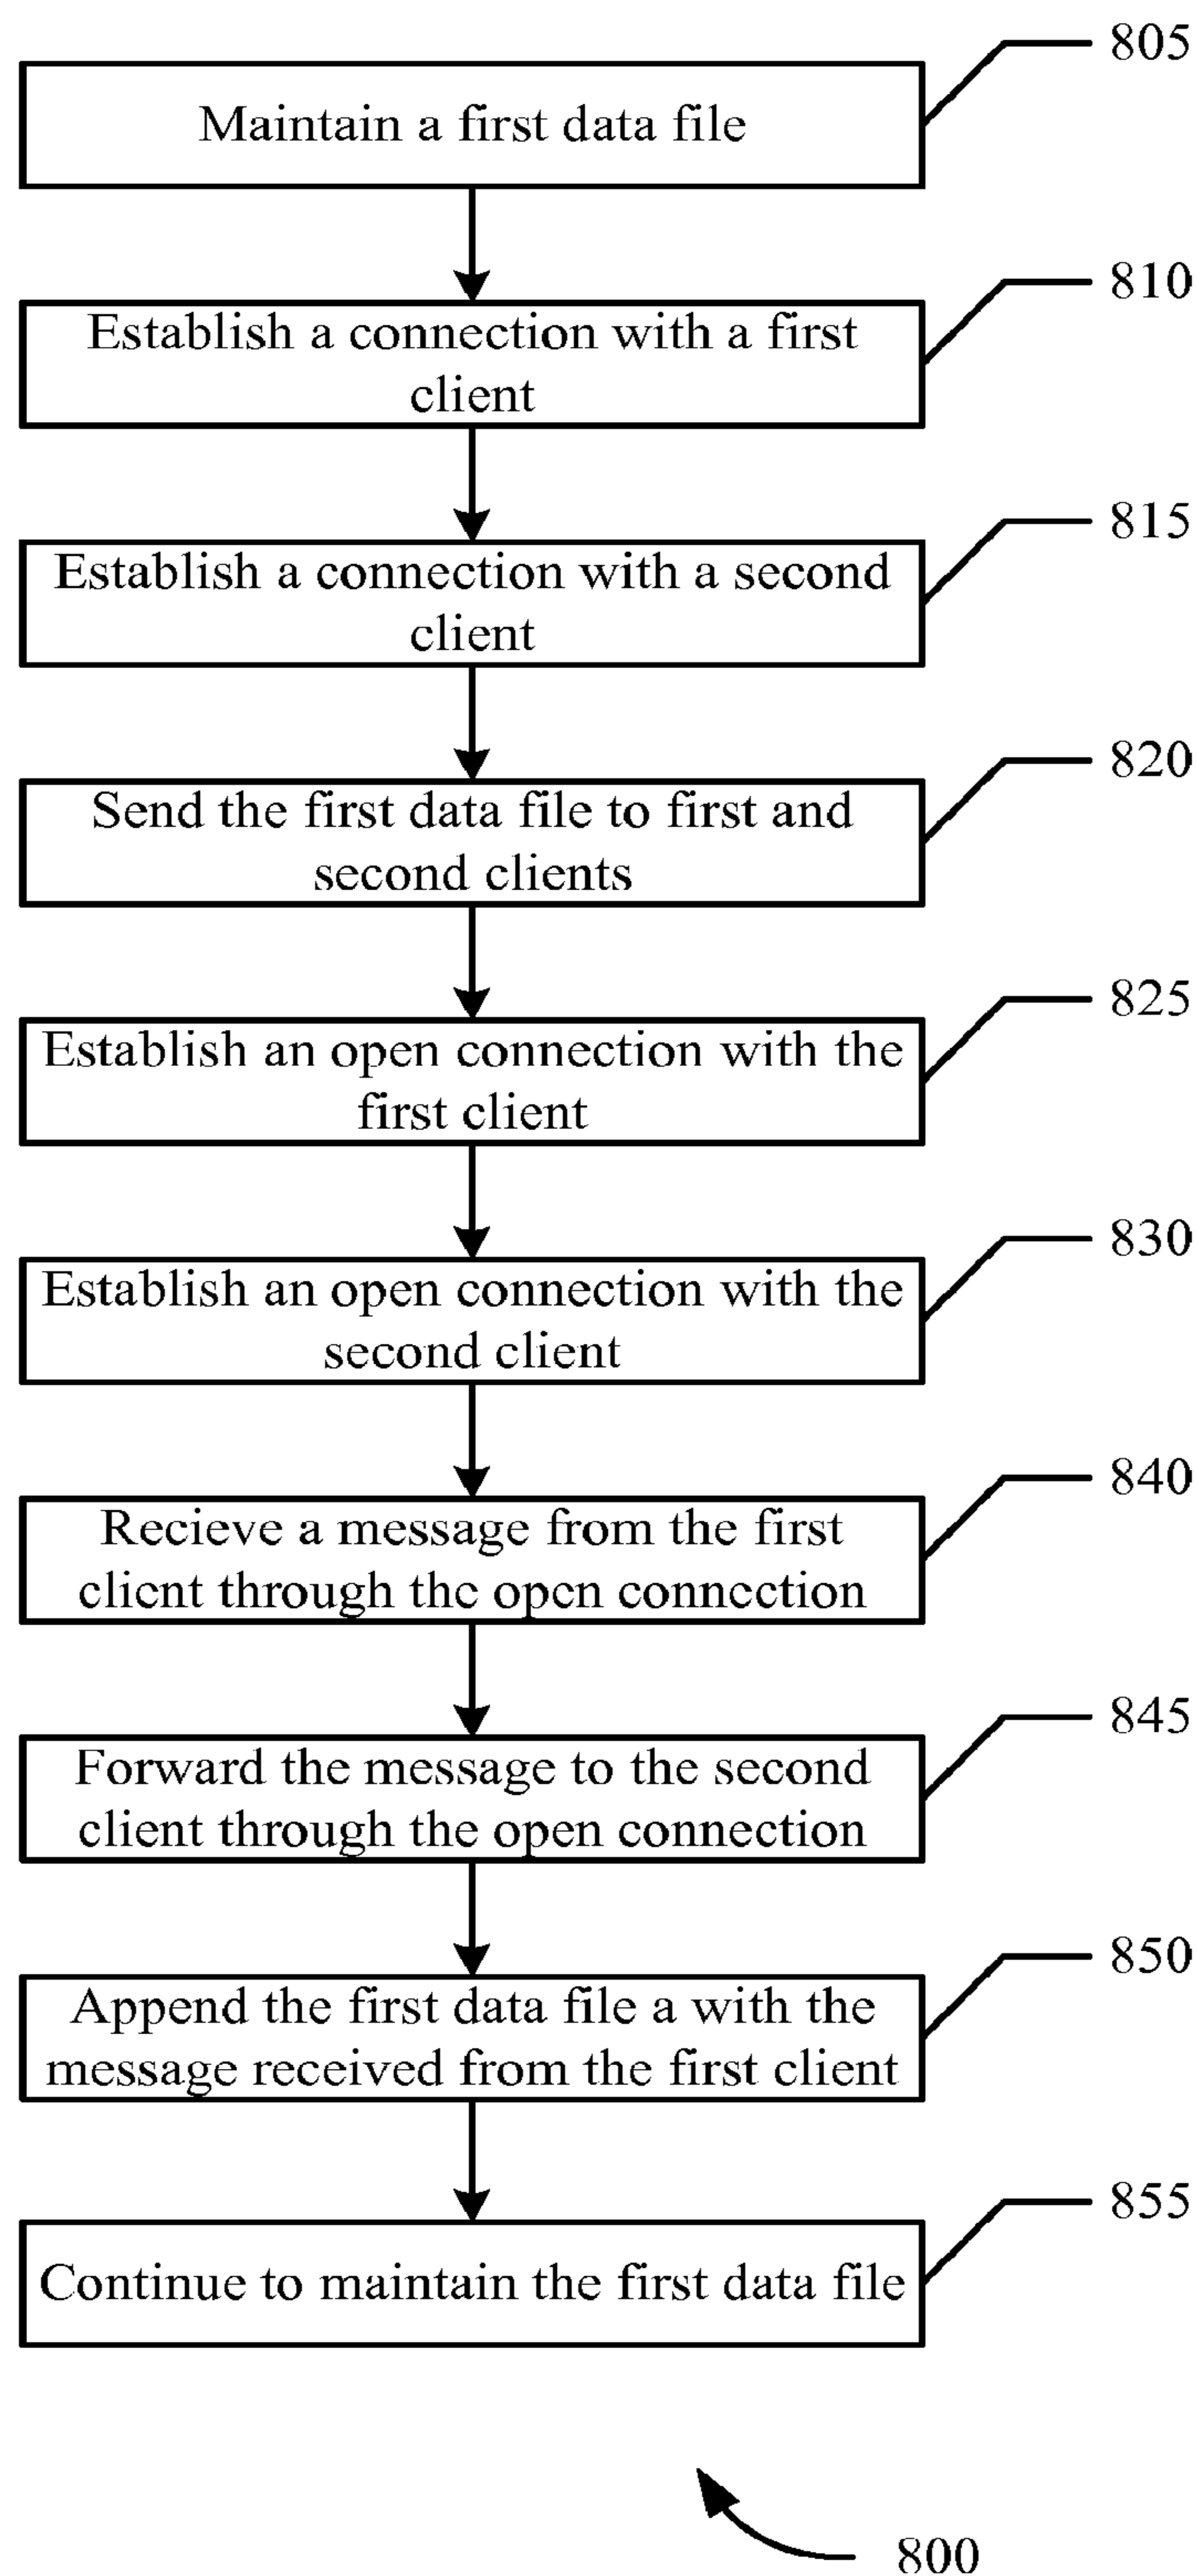 805
Maintain a first data file
810
Establish a connection with a first
client
815
Establish a connection with a second
client
820
Send the first data file to first and
second clients
825
Establish an open connection with the
first client
830
Establish an open connection with the
second client
840
Recieve a message from the first
client through the open connection
845
Forward the message to the second
client through the open connection
850
Append the first data file a with the
message received from the first client
855
Continue to maintain the first data file
800